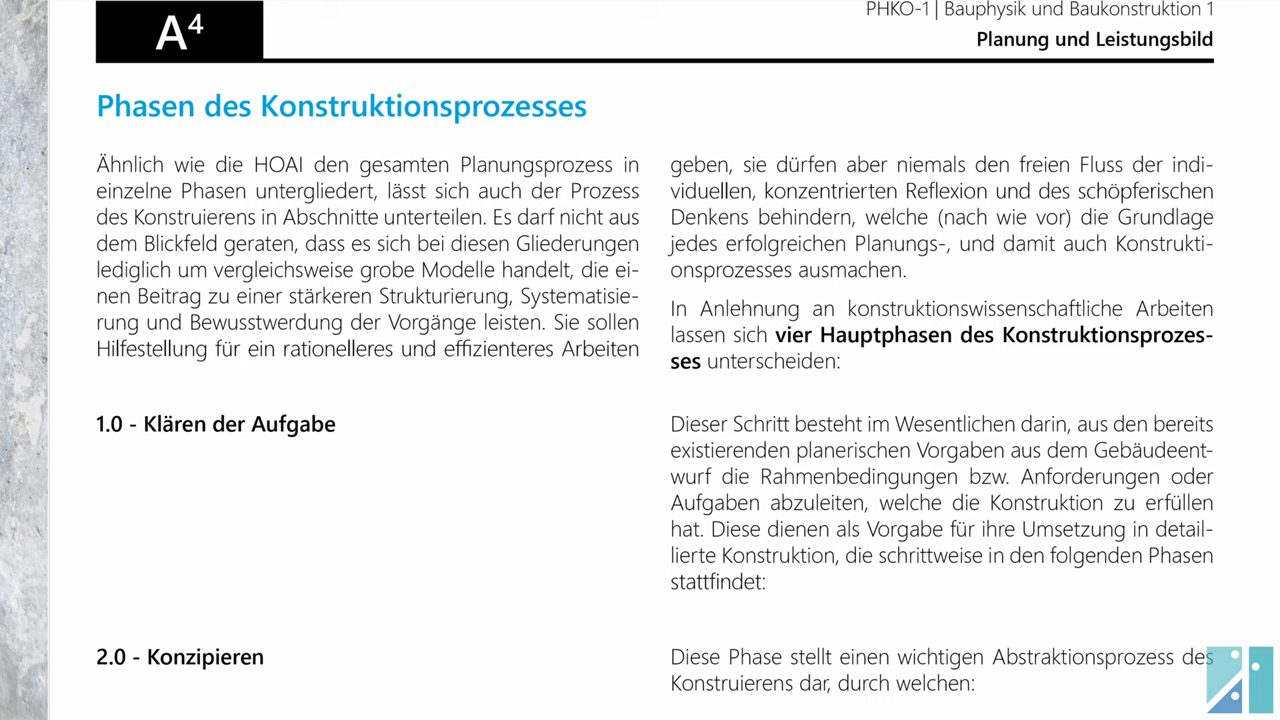 A⁴
PHKO-1 | Bauphysik und Baukonstruktion 1
Planung und Leistungsbild
Phasen des Konstruktionsprozesses
Ähnlich wie die HOAI den gesamten Planungsprozess in
einzelne Phasen untergliedert, lässt sich auch der Prozess
des Konstruierens in Abschnitte unterteilen. Es darf nicht aus
dem Blickfeld geraten, dass es sich bei diesen Gliederungen
lediglich um vergleichsweise grobe Modelle handelt, die ei-
nen Beitrag zu einer stärkeren Strukturierung, Systematisie-
rung und Bewusstwerdung der Vorgänge leisten. Sie sollen
Hilfestellung für ein rationelleres und effizienteres Arbeiten
geben, sie dürfen aber niemals den freien Fluss der indi-
viduellen, konzentrierten Reflexion und des schöpferischen
Denkens behindern, welche (nach wie vor) die Grundlage
jedes erfolgreichen Planungs-, und damit auch Konstrukti-
onsprozesses ausmachen.
In Anlehnung an konstruktionswissenschaftliche Arbeiten
lassen sich vier Hauptphasen des Konstruktionsprozes-
ses unterscheiden:
1.0 - Klären der Aufgabe
Dieser Schritt besteht im Wesentlichen darin, aus den bereits
existierenden planerischen Vorgaben aus dem Gebäudeent-
wurf die Rahmenbedingungen bzw. Anforderungen oder
Aufgaben abzuleiten, welche die Konstruktion zu erfüllen
hat. Diese dienen als Vorgabe für ihre Umsetzung in detail-
lierte Konstruktion, die schrittweise in den folgenden Phasen
stattfindet:
2.0 - Konzipieren
Diese Phase stellt einen wichtigen Abstraktionsprozess des
Konstruierens dar, durch welchen: